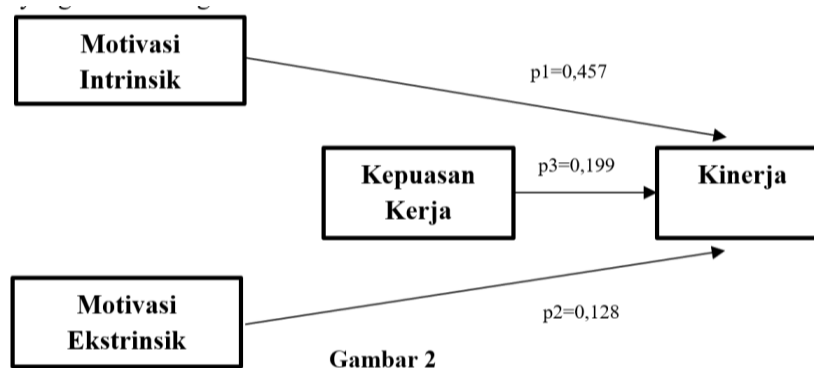 Motivasi
Intrinsik
p1=0,457
Kepuasan
Kerja
p3=0,199
Kinerja
Motivasi
Ekstrinsik
p2=0,128
Gambar 2